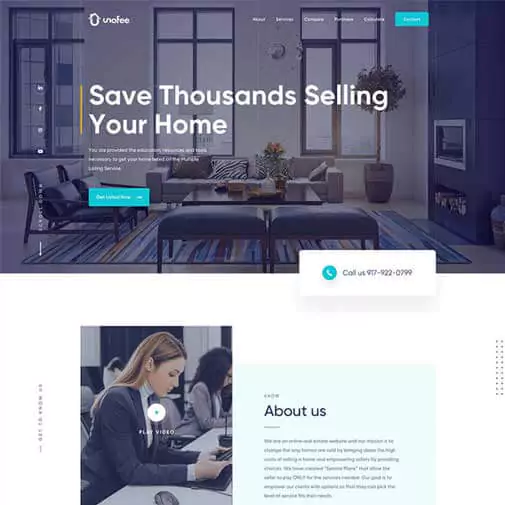 unofee
About Services Compare Partners Calculate Contact
Save Thousands Selling
Your Home
You are provided the education, resources and tools
necessary to get your home listed on the Multiple
Listing Service.
Get Listed Now
SCROLL DOWN
Call us 917-922-0799
GET TO KNOW US
PLAY VIDEO
KNOW
About us
We are an online real estate website and our mission is to
change the way homes are sold by bringing down the high
costs of selling a home and empowering sellers by providing
choices. We have created "Service Plans" that allow the
seller to pay ONLY for the services needed. Our goal is to
empower our clients with options so that they can pick the
level of service that fits their needs.